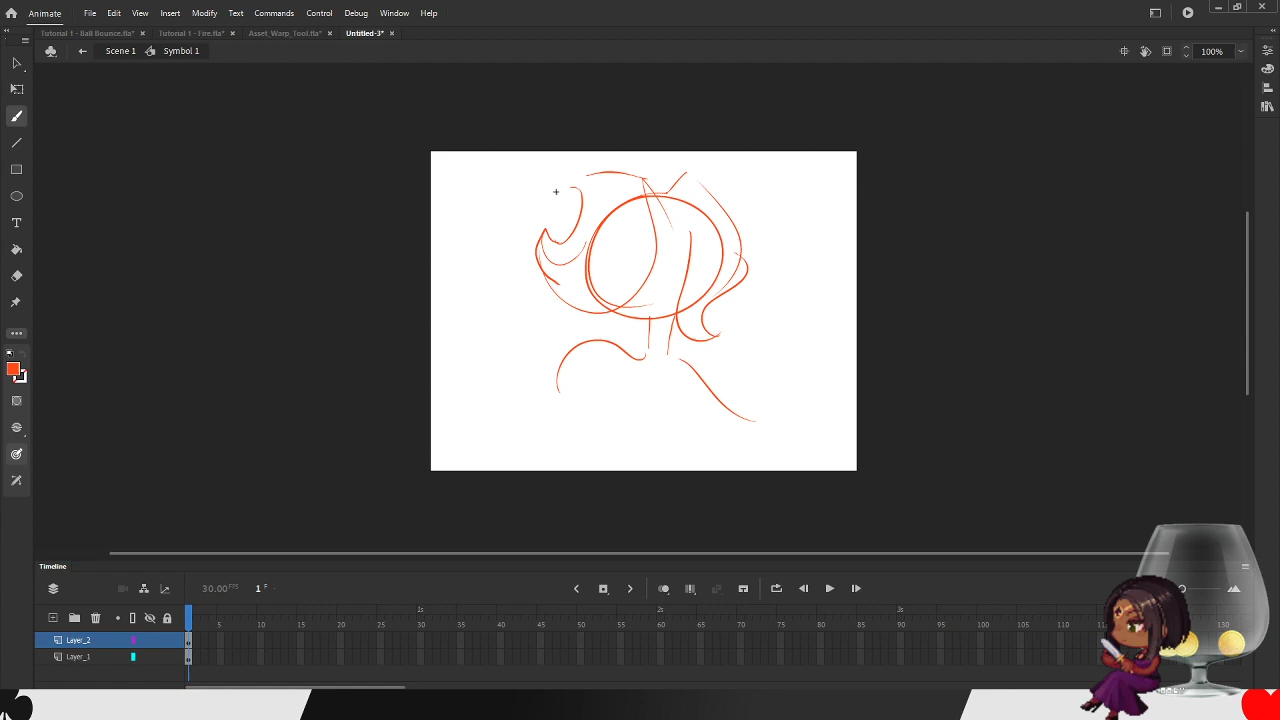 Animate File Edit View Insert Modify Text Commands Control Debug Window Help
Tutorial 1 - Ball Bounce.fla* Tutorial 1 - Fire.fla* Asset_Warp_Tool.fla* Untitled-3*
Scene 1 Symbol 1 100%
T
Timeline
30.00 FPS 1 F
1s 2s 3s
5 10 15 20 25 30 35 40 45 50 55 60 65 70 75 80 85 90 95 100 105 130
Layer_2
Layer_1